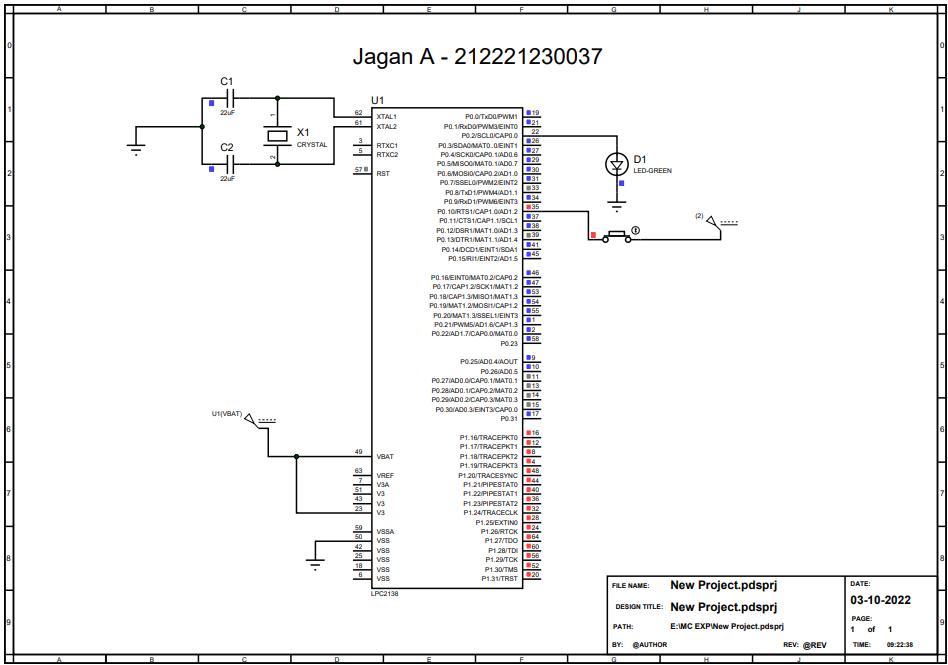 A B C D E F G H J K
Jagan A - 212221230037
0 0
1 1
2 2
3 3
4 4
5 5
6 6
7 7
8 8
9 9
C1
22uF
C2
22uF
1
2
X1
CRYSTAL
U1
62 XTAL1
61 XTAL2
3 RTXC1
5 RTXC2
57 RST
49 VBAT
63 VREF
7 V3A
51 V3
43 V3
23 V3
59 VSSA
50 VSS
42 VSS
25 VSS
18 VSS
6 VSS
LPC2138
P0.0/TxD0/PWM1 19
P0.1/RxD0/PWM3/EINT0 21
P0.2/SCL0/CAP0.0 22
P0.3/SDA0/MAT0..0/EINT1 26
P0.4/SCK0/CAP0.1/AD0.6 27
P0.5/MISO0/MAT0.1/AD0.7 29
P0.6/MOSI0/CAP0.2/AD1.0 30
P0.7/SSEL0/PWM2/EINT2 31
P0.8/TxD1/PWM4/AD1.1 33
P0.9/RxD1/PWM6/EINT3 34
P0.10/RTS1/CAP1.0/AD1.2 35
P0.11/CTS1/CAP1.1/SCL1 37
P0.12/DSR1/MAT1.0/AD1.3 38
P0.13/DTR1/MAT1.1/AD1.4 39
P0.14/DCD1/EINT1/SDA1 41
P0.15/RI1/EINT2/AD1.5 45
P0.16/EINT0/MAT0.2/CAP0.2 46
P0.17/CAP1.2/SCK1/MAT1.2 47
P0.18/CAP1.3/MISO1/MAT1.3 53
P0.19/MAT1.2/MOSI1/CAP1.2 54
P0.20/MAT1.3/SSEL1/EINT3 55
P0.21/PWM5/AD1.6/CAP1.3 1
P0.22/AD1.7/CAP0.0/MAT0.0 2
P0.23 58
P0.25/AD0.4/AOUT 9
P0.26/AD0.5 10
P0.27/AD0.0/CAP0.1/MAT0.1 11
P0.28/AD0.1/CAP0.2/MAT0.2 13
P0.29/AD0.2/CAP0.3/MAT0.3 14
P0.30/AD0.3/EINT3/CAP0.0 15
P0.31 17
P1.16/TRACEPKT0 16
P1.17/TRACEPKT1 12
P1.18/TRACEPKT2 8
P1.19/TRACEPKT3 4
P1.20/TRACESYNC 48
P1.21/PIPESTAT0 44
P1.22/PIPESTAT1 40
P1.23/PIPESTAT2 36
P1.24/TRACECLK 32
P1.25/EXTIN0 28
P1.26/RTCK 24
P1.27/TDO 64
P1.28/TDI 60
P1.29/TCK 56
P1.30/TMS 52
P1.31/TRST 20
D1
LED-GREEN
(2)
U1(VBAT)
FILE NAME: New Project.pdsprj
DESIGN TITLE: New Project.pdsprj
PATH: E:\MC EXP\New Project.pdsprj
BY: @AUTHOR REV: @REV
DATE:
03-10-2022
PAGE:
1 of 1
TIME: 09:22:38
A B C D E F G H J K